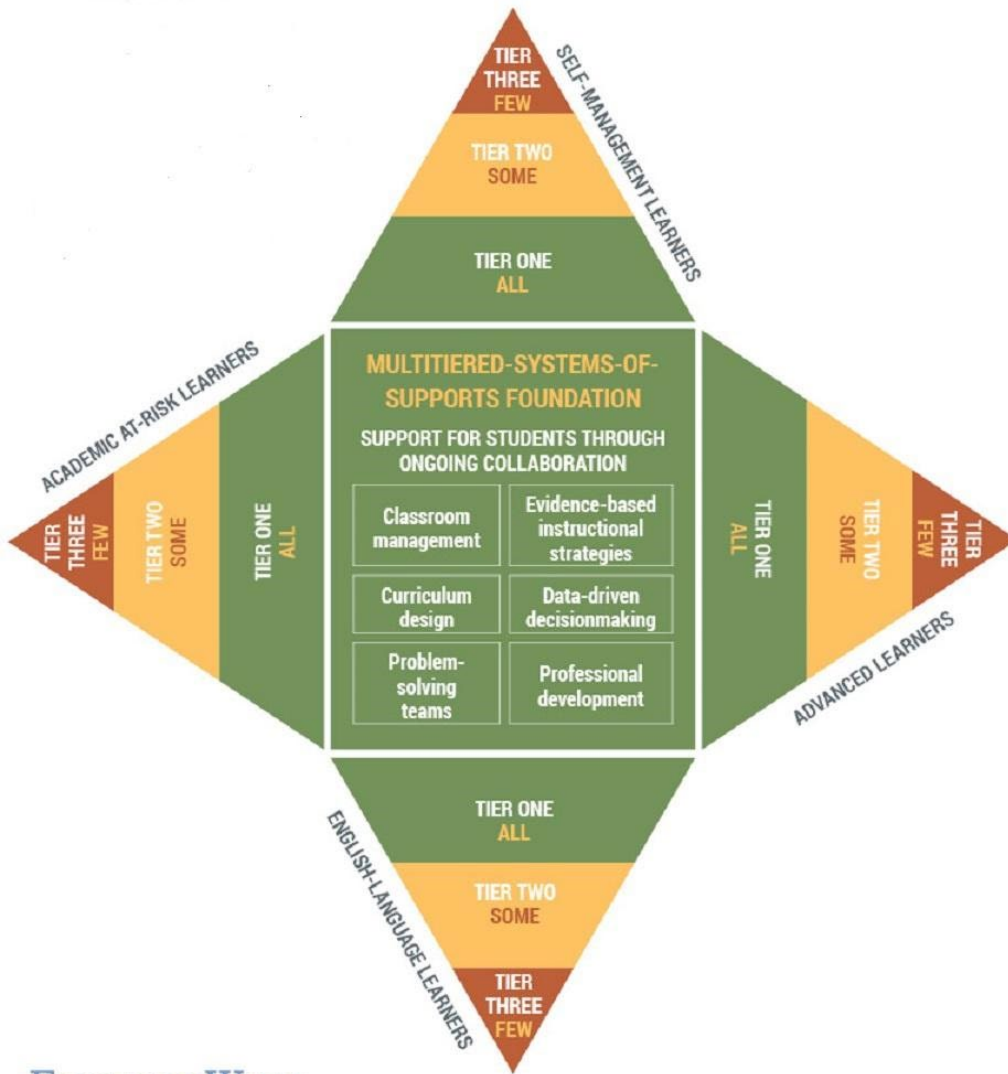 TIER
THREE
FEW
SELF-MANAGEMENT LEARNERS
TIER TWO
SOME
TIER ONE
ALL
ACADEMIC AT-RISK LEARNERS
TIER
THREE
FEW
TIER TWO
SOME
TIER ONE
ALL
MULTITIERED-SYSTEMS-OF-
SUPPORTS FOUNDATION
SUPPORT FOR STUDENTS THROUGH
ONGOING COLLABORATION
Classroom
management
Evidence-based
instructional
strategies
Curriculum
design
Data-driven
decisionmaking
Problem-
solving
teams
Professional
development
TIER ONE
ALL
TIER TWO
SOME
TIER
THREE
FEW
ADVANCED LEARNERS
ENGLISH-LANGUAGE LEARNERS
TIER ONE
ALL
TIER TWO
SOME
TIER
THREE
FEW